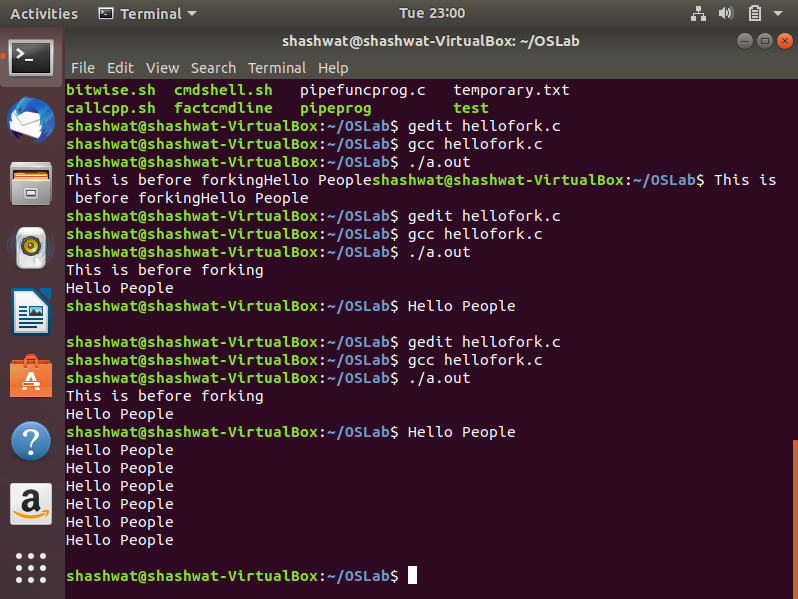 Activities Terminal Tue 23:00
shashwat@shashwat-VirtualBox: ~/OSLab
File Edit View Search Terminal Help
bitwise.sh cmdshell.sh pipefuncprog.c temporary.txt
callcpp.sh factcmdline pipeprog test
shashwat@shashwat-VirtualBox:~/OSLab$ gedit hellofork.c
shashwat@shashwat-VirtualBox:~/OSLab$ gcc hellofork.c
shashwat@shashwat-VirtualBox:~/OSLab$ ./a.out
This is before forkingHello Peopleshashwat@shashwat-VirtualBox:~/OSLab$ This is
before forkingHello People
shashwat@shashwat-VirtualBox:~/OSLab$ gedit hellofork.c
shashwat@shashwat-VirtualBox:~/OSLab$ gcc hellofork.c
shashwat@shashwat-VirtualBox:~/OSLab$ ./a.out
This is before forking
Hello People
shashwat@shashwat-VirtualBox:~/OSLab$ Hello People
shashwat@shashwat-VirtualBox:~/OSLab$ gedit hellofork.c
shashwat@shashwat-VirtualBox:~/OSLab$ gcc hellofork.c
shashwat@shashwat-VirtualBox:~/OSLab$ ./a.out
This is before forking
Hello People
shashwat@shashwat-VirtualBox:~/OSLab$ Hello People
Hello People
Hello People
Hello People
Hello People
Hello People
Hello People
shashwat@shashwat-VirtualBox:~/OSLab$